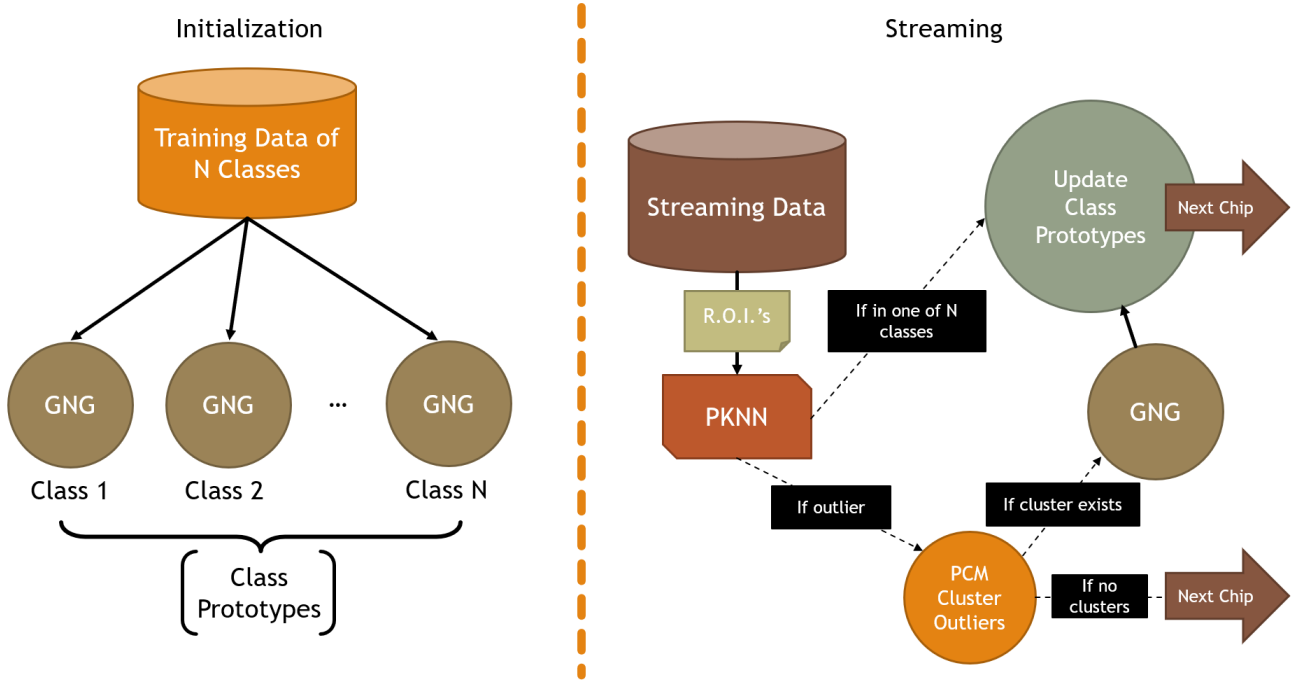 Initialization
Training Data of
N Classes
GNG
GNG
...
GNG
Class 1
Class 2
Class N
Class
Prototypes
Streaming
Streaming Data
R.O.I.'s
PKNN
If in one of N
classes
Update
Class
Prototypes
Next Chip
If outlier
PCM
Cluster
Outliers
If cluster exists
GNG
If no
clusters
Next Chip